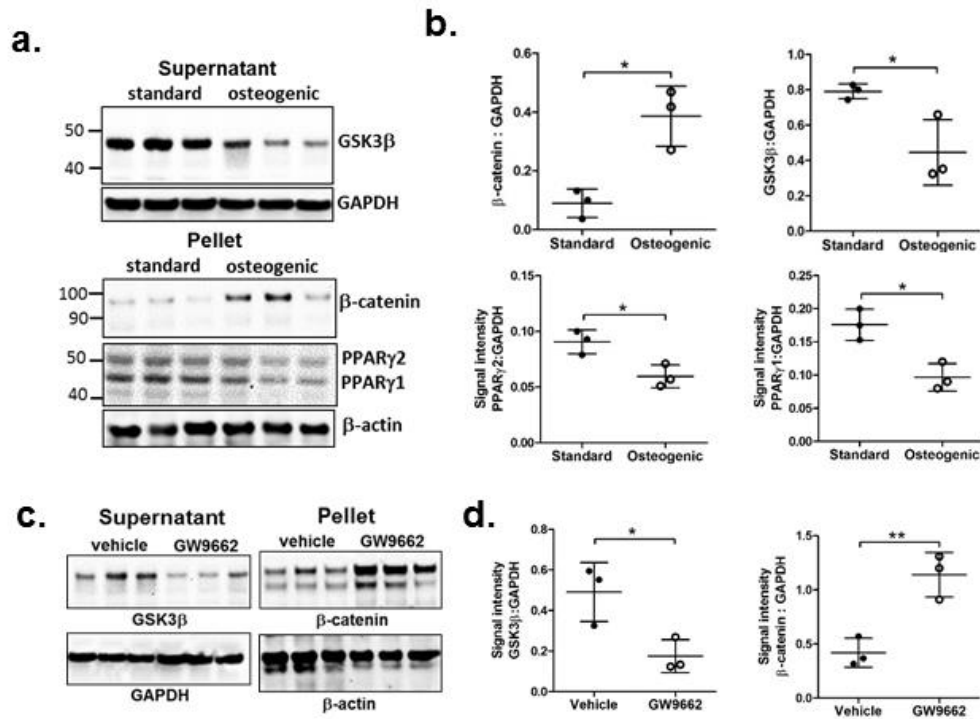 a.
Supernatant
standard osteogenic
50
40
GSK3β
GAPDH
Pellet
standard osteogenic
100
90
β-catenin
50
40
PPARγ2
PPARγ1
β-actin
b.
β-catenin : GAPDH
0.6
0.4
0.2
0.0
*
Standard Osteogenic
GSK3β:GAPDH
1.0
0.8
0.6
0.4
0.2
0.0
*
Standard Osteogenic
Signal intensity
PPARγ2:GAPDH
0.15
0.10
0.05
0.00
*
Standard Osteogenic
Signal intensity
PPARγ1:GAPDH
0.25
0.20
0.15
0.10
0.05
0.00
*
Standard Osteogenic
c.
Supernatant
vehicle GW9662
GSK3β
GAPDH
Pellet
vehicle GW9662
β-catenin
β-actin
d.
Signal intensity
GSK3β:GAPDH
0.8
0.6
0.4
0.2
0.0
*
Vehicle GW9662
Signal intensity
β-catenin : GAPDH
1.5
1.0
0.5
0.0
**
Vehicle GW9662